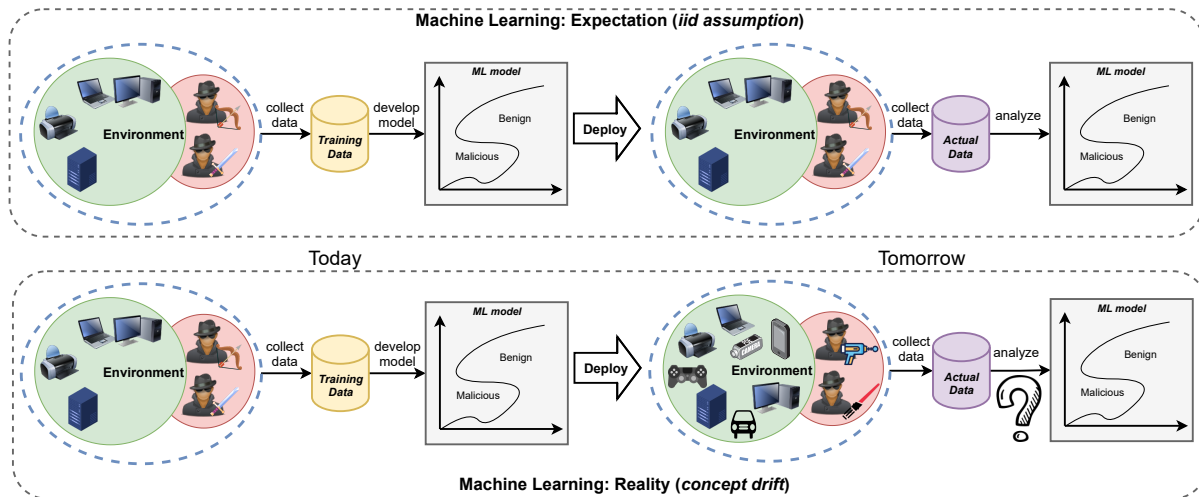 Machine Learning: Expectation (iid assumption)
Environment
collect
data
Training
Data
develop
model
ML model
Benign
Malicious
Deploy
Environment
collect
data
Actual
Data
analyze
ML model
Benign
Malicious
Today
Tomorrow
Environment
collect
data
Training
Data
develop
model
ML model
Benign
Malicious
Deploy
CAMERA
Environment
collect
data
Actual
Data
analyze
ML model
Benign
Malicious
Machine Learning: Reality (concept drift)